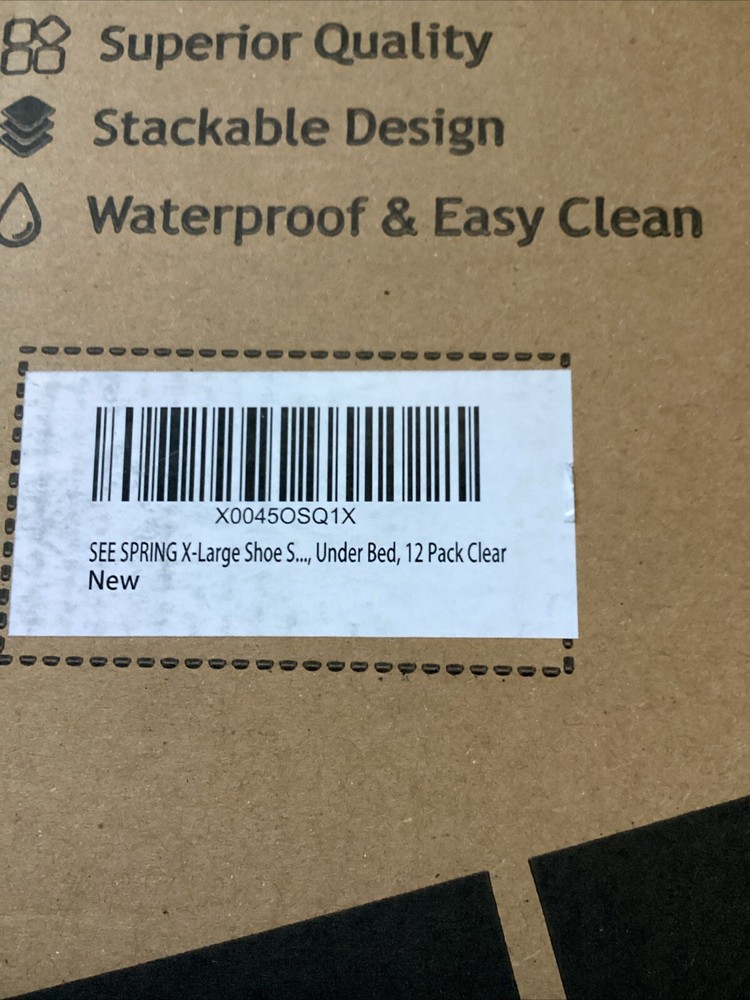 Superior Quality
Stackable Design
Waterproof & Easy Clean
X0045OSQ1X
SEE SPRING X-Large Shoe S..., Under Bed, 12 Pack Clear
New